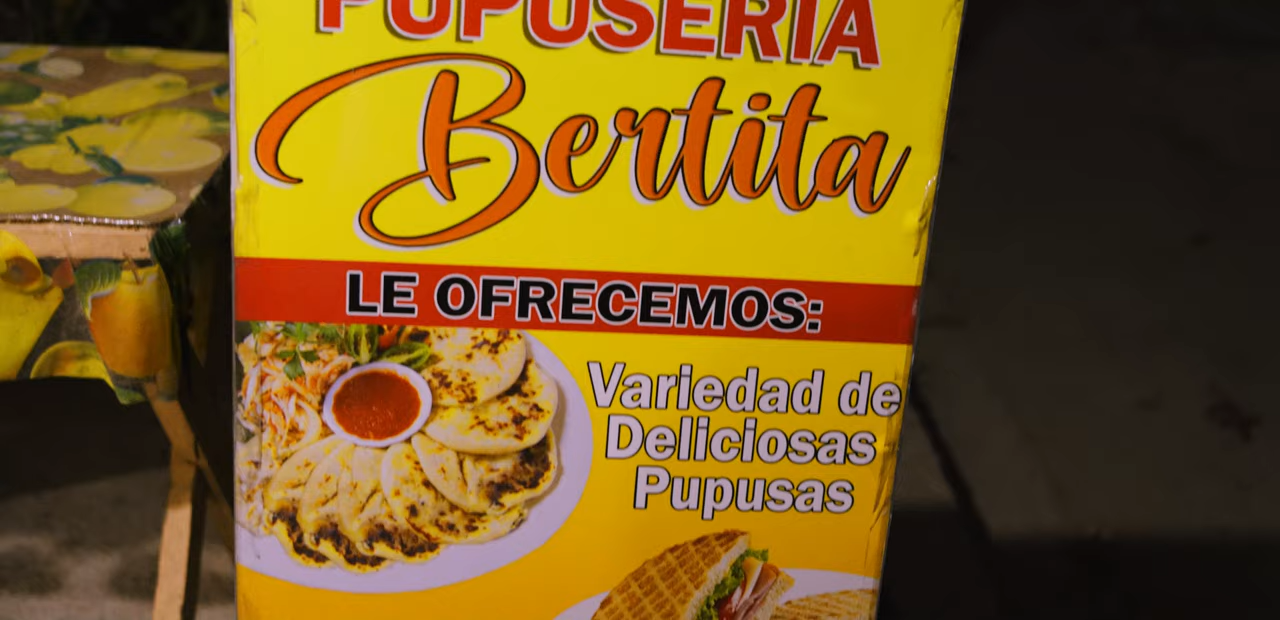 PUPUSERIA
Bertita
LE OFRECEMOS:
Variedad de
Deliciosas
Pupusas